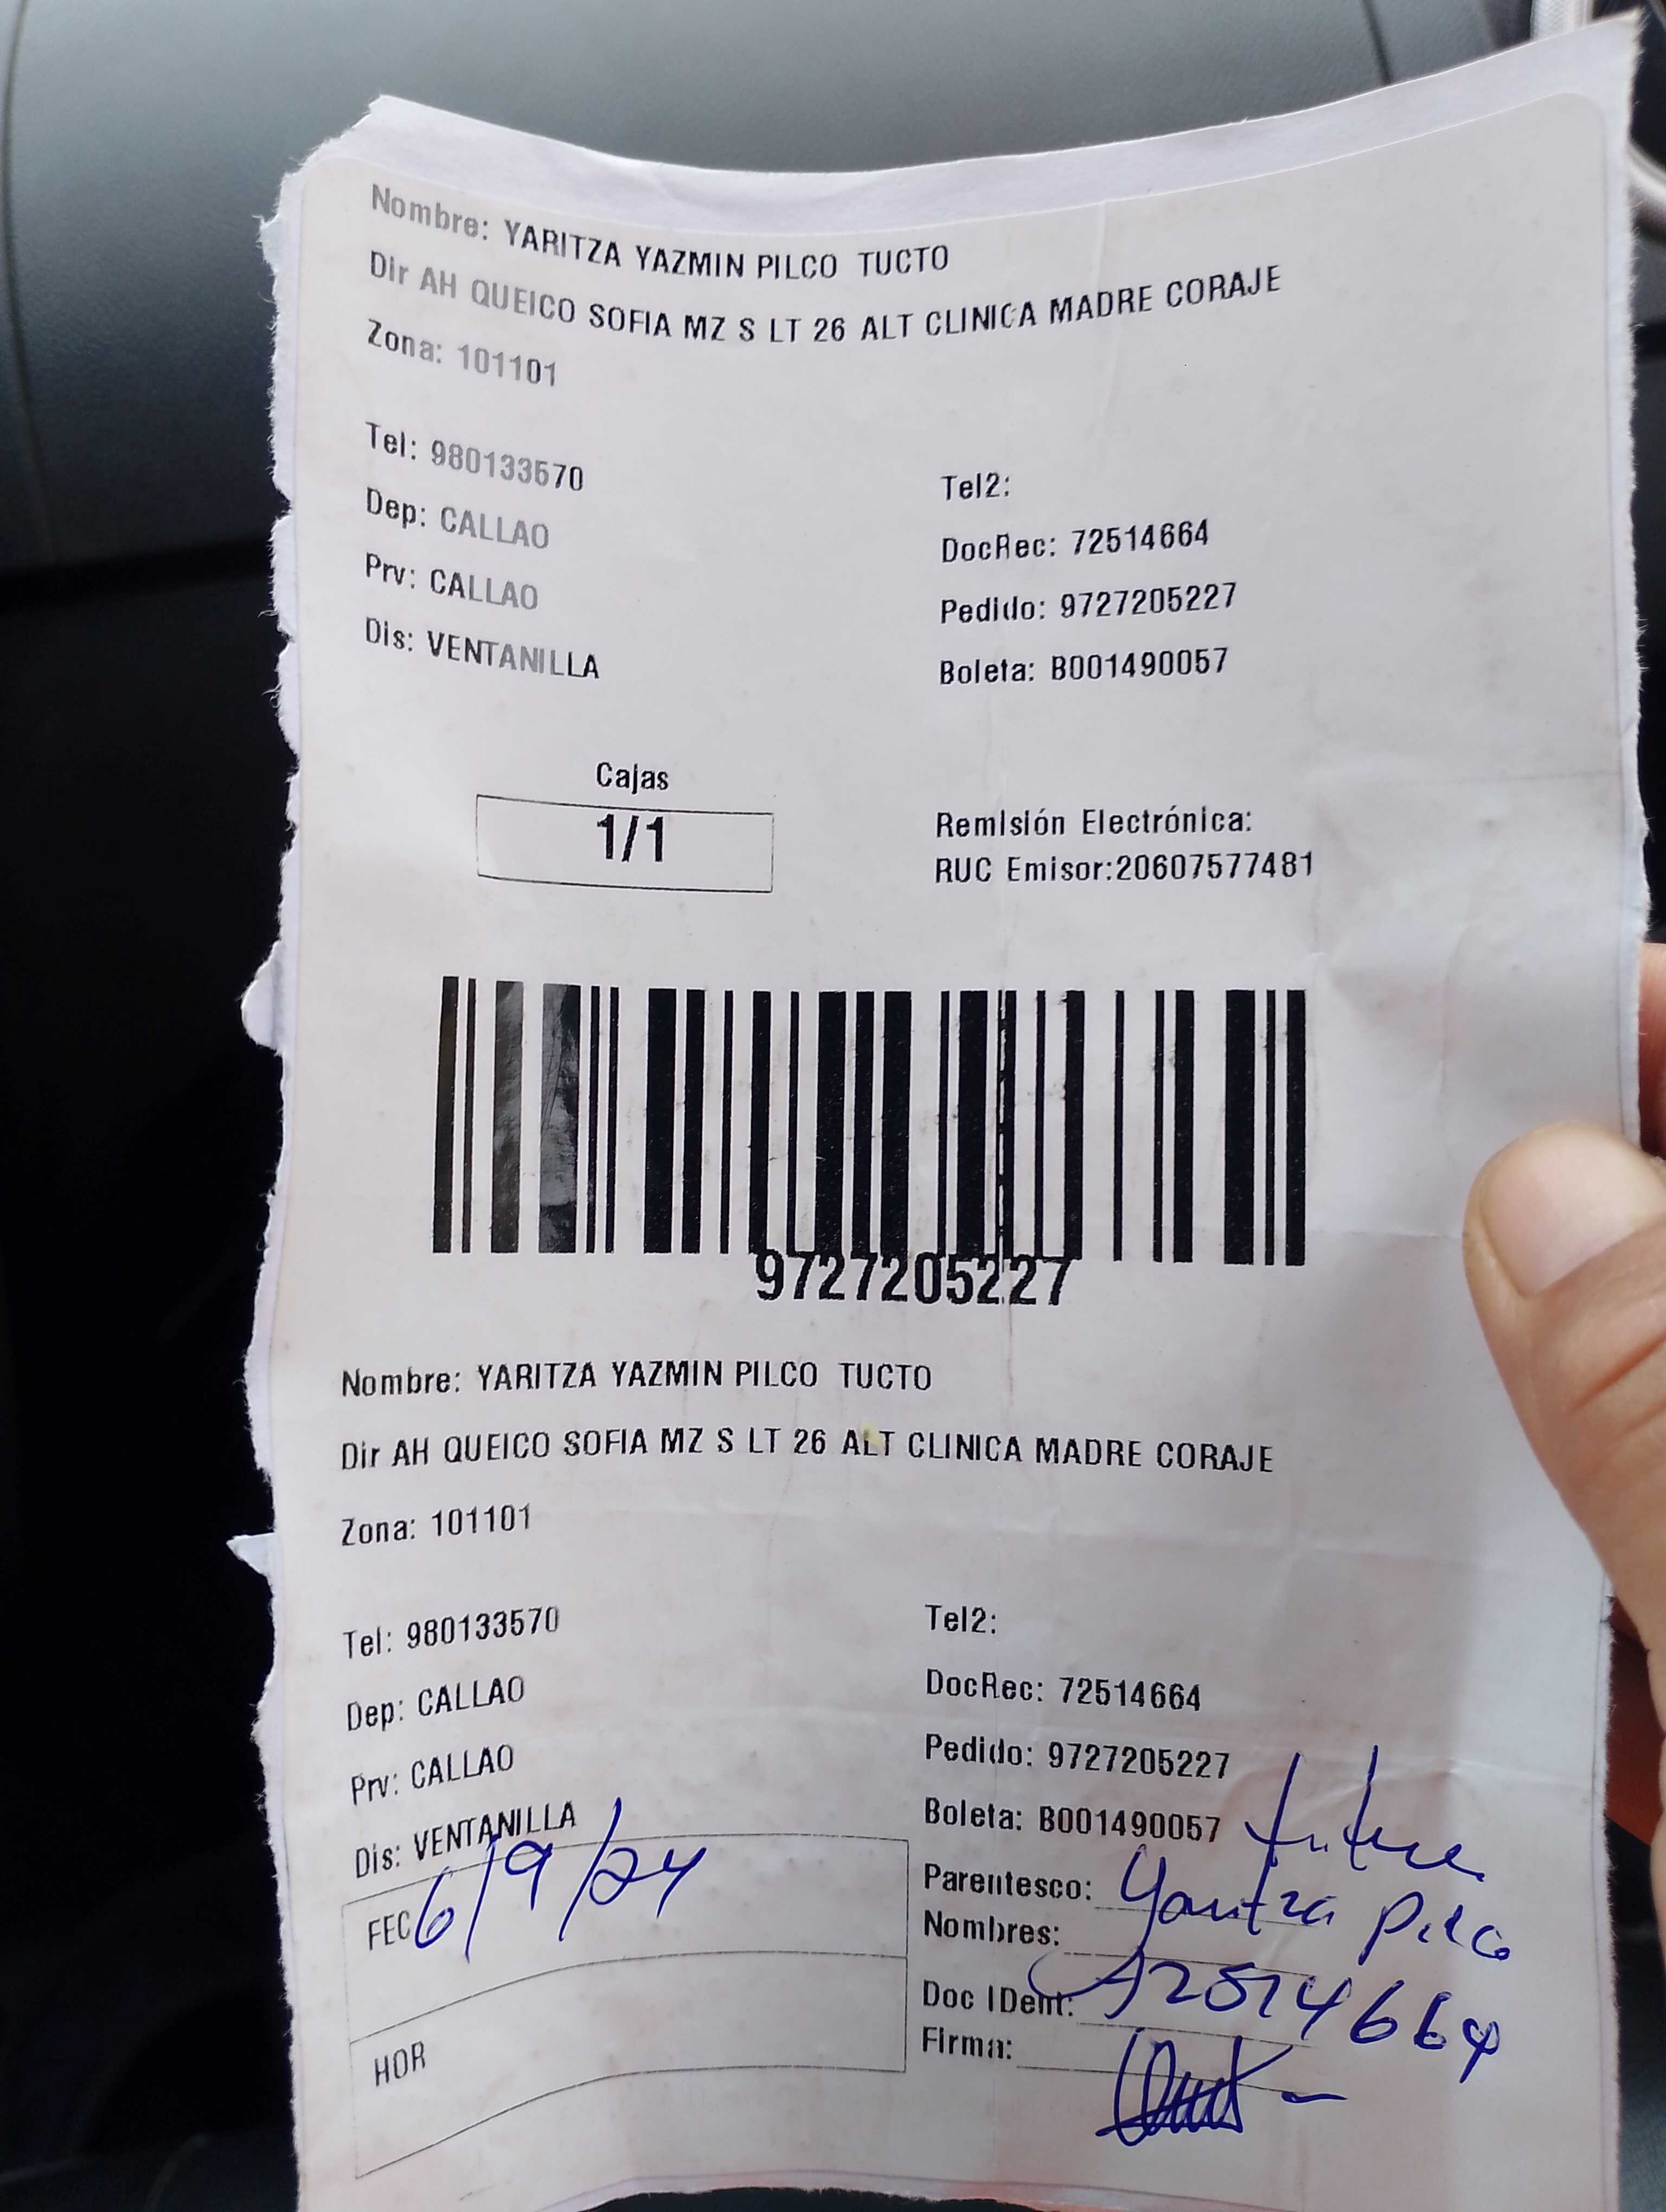 Nombre: YARITZA YAZMIN PILCO TUCTO
Dir AH QUEICO SOFIA MZ S LT 26 ALT CLINICA MADRE CORAJE
Zona: 101101
Tel: 980133570
Tel2:
Dep: CALLAO
DocRec: 72514664
Prv: CALLAO
Pedido: 9727205227
Dis: VENTANILLA
Boleta: B001490057
Cajas
1/1
Remisión Electrónica:
RUC Emisor:20607577481
9727205227
Nombre: YARITZA YAZMIN PILCO TUCTO
Dir AH QUEICO SOFIA MZ S LT 26 ALT CLINICA MADRE CORAJE
Zona: 101101
Tel: 980133570
Tel2:
Dep: CALLAO
DocRec: 72514664
Prv: CALLAO
Pedido: 9727205227
Dis: VENTANILLA
Boleta: B001490057
FEC 6/9/24
Parentesco:
Nombres: Yaritza Pilco
HOR
Doc IDent: 72514664
Firma: